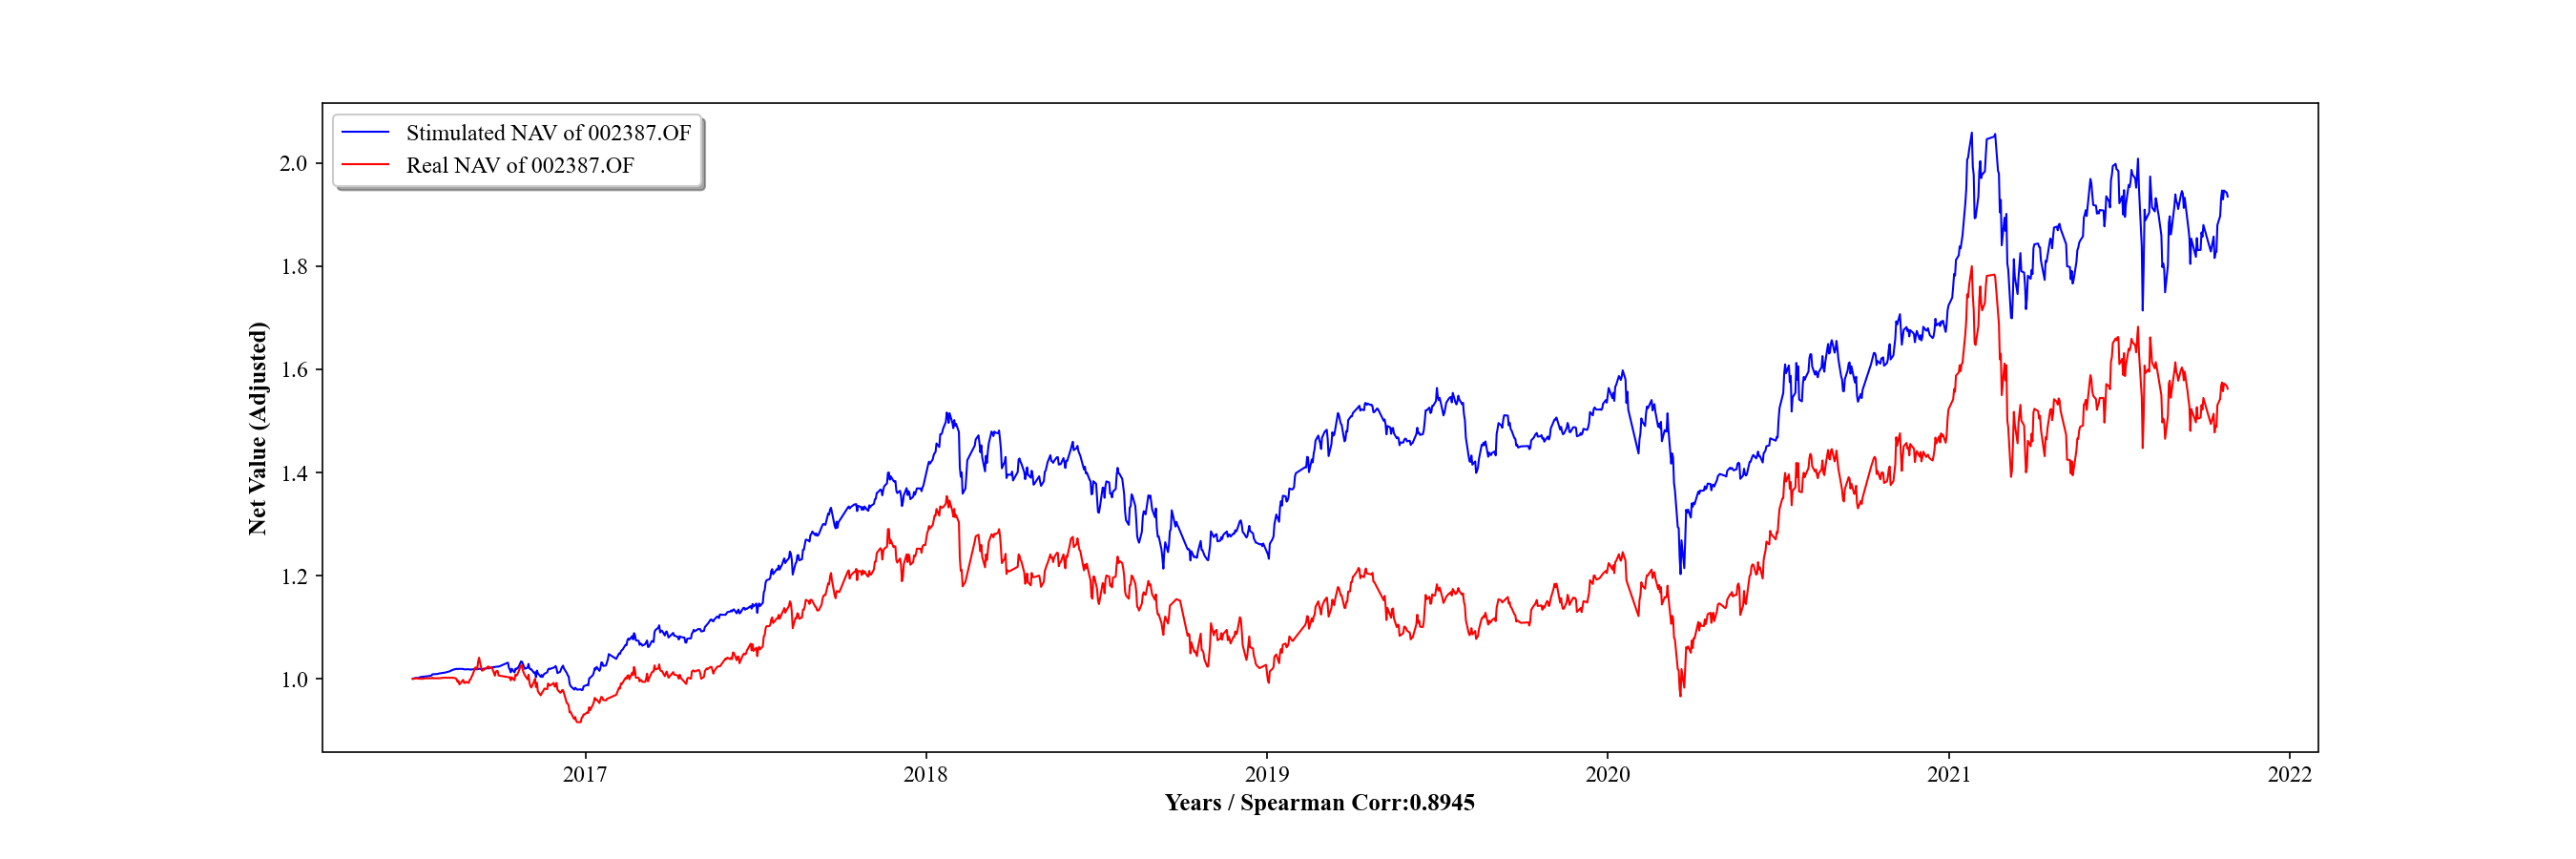 Stimulated NAV of 002387.OF
Real NAV of 002387.OF
2.0
1.8
1.6
1.4
1.2
1.0
Net Value (Adjusted)
2017 2018 2019 2020 2021 2022
Years / Spearman Corr:0.8945